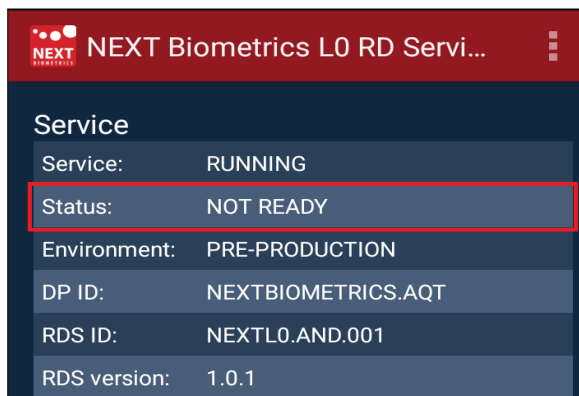 NEXT
BIOMETRICS
NEXT Biometrics L0 RD Servi...
Service
Service: RUNNING
Status: NOT READY
Environment: PRE-PRODUCTION
DP ID: NEXTBIOMETRICS.AQT
RDS ID: NEXTL0.AND.001
RDS version: 1.0.1